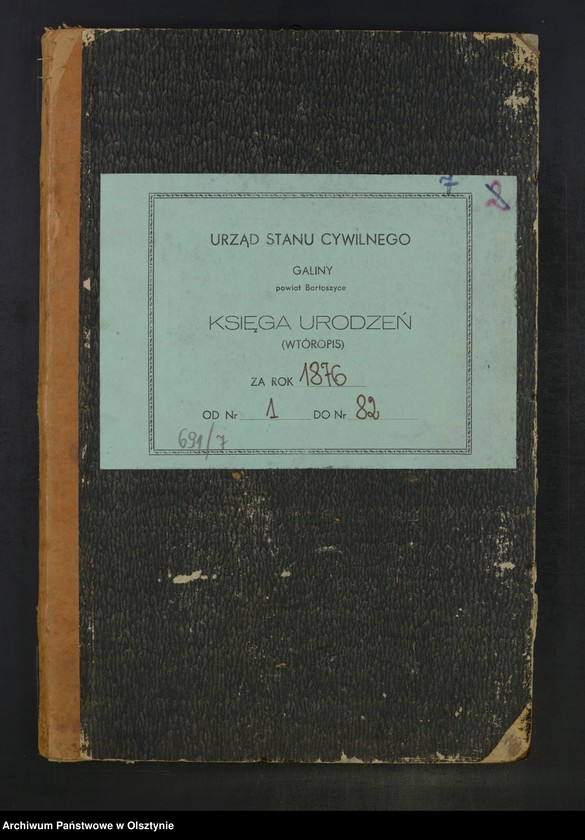 7
URZĄD STANU CYWILNEGO
GALINY
powiat Bartoszyce
KSIĘGA URODZEŃ
(WTÓROPIS)
ZA ROK 1876
OD Nr 1 DO Nr 82
691/7
Archiwum Państwowe w Olsztynie